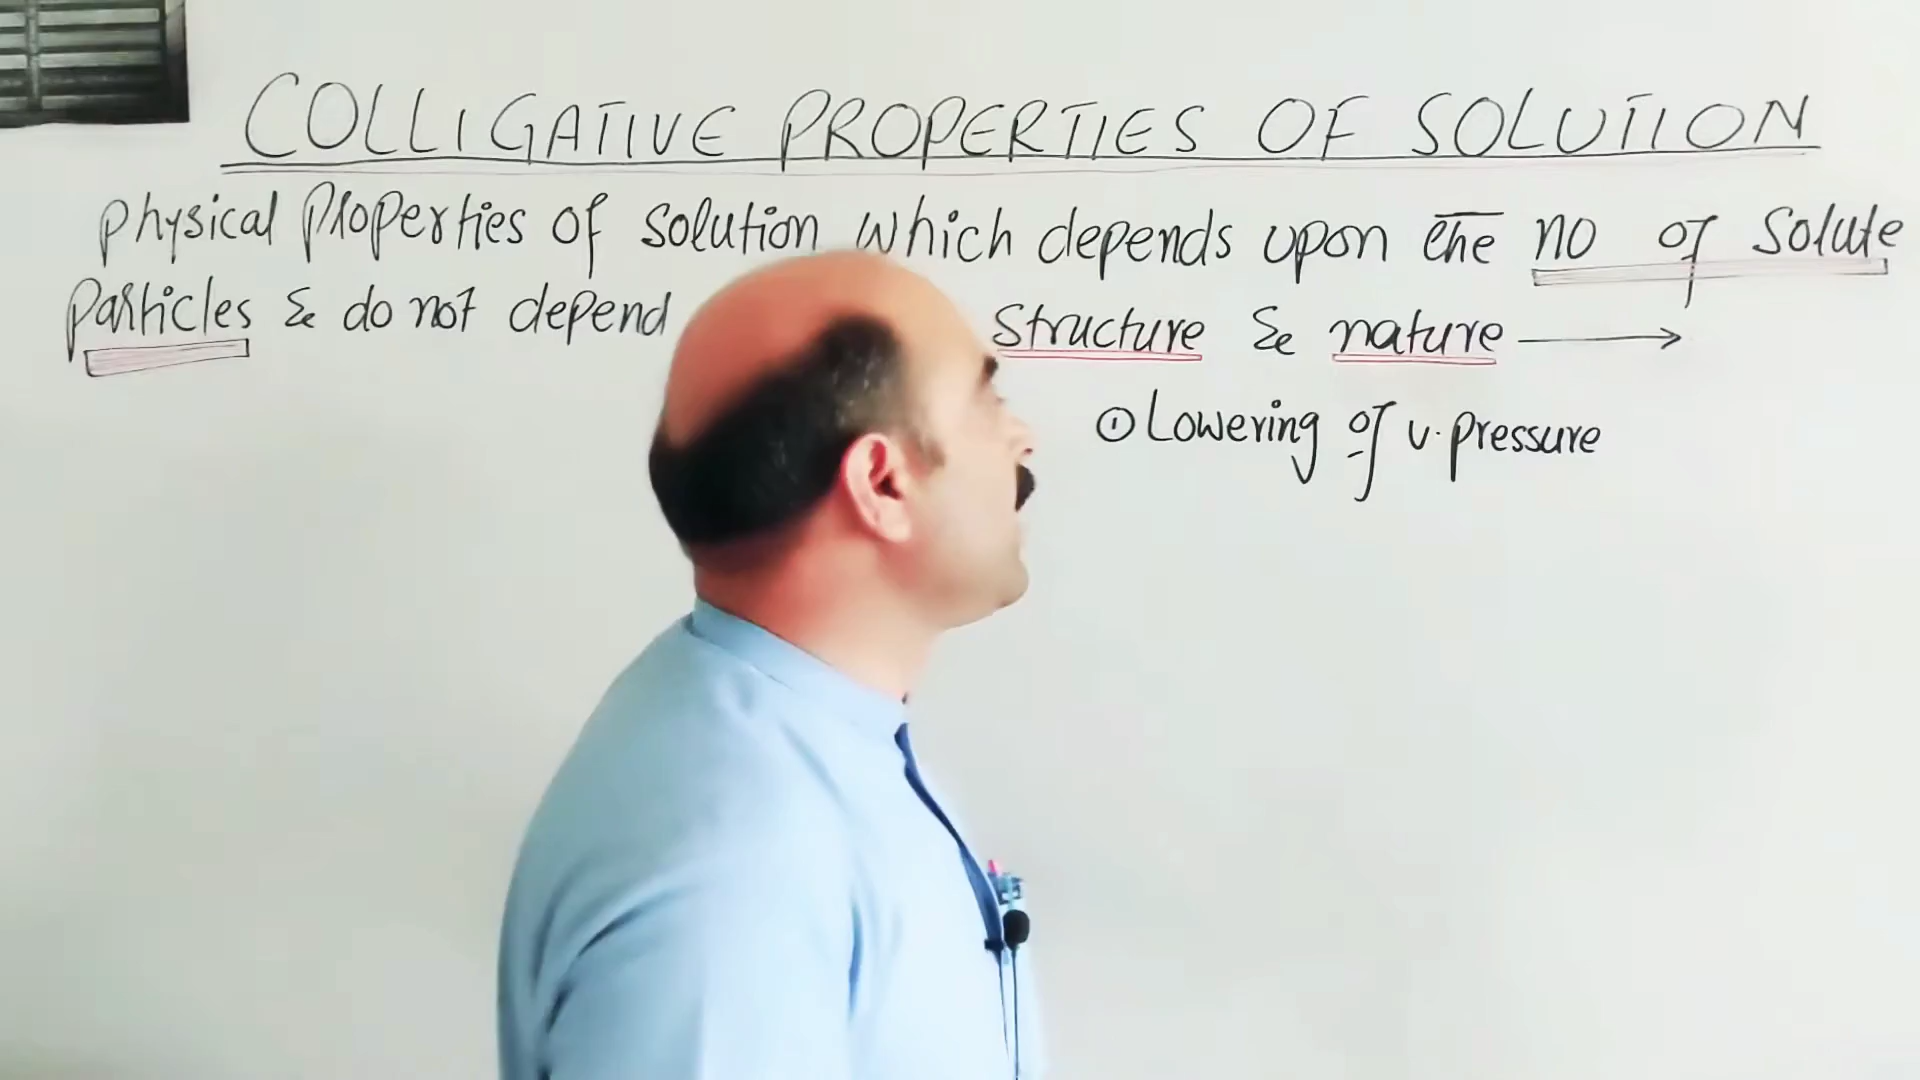 COLLIGATIVE PROPERTIES OF SOLUTION
Physical Properties of solution which depends upon the no of solute
Particles & do not depend structure & nature →
① Lowering of v. pressure